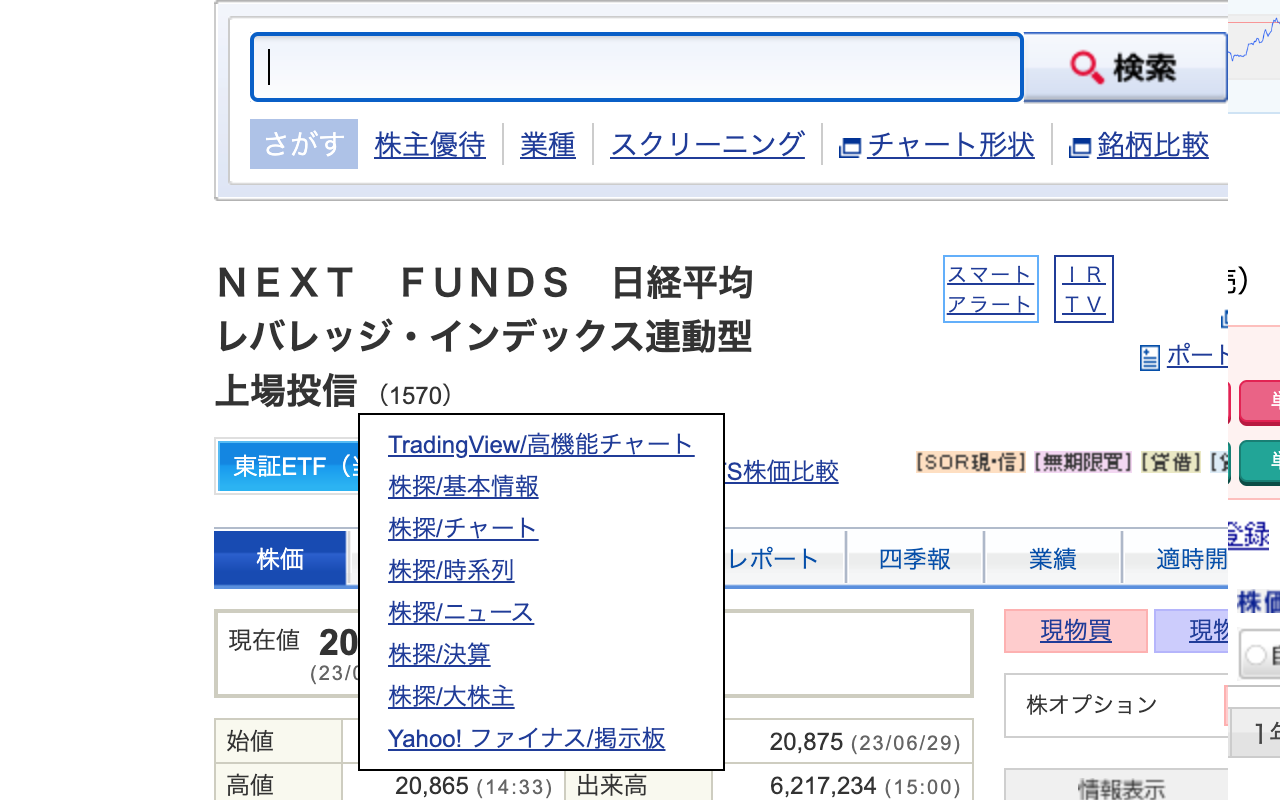 検索
さがす 株主優待 業種 スクリーニング チャート形状 銘柄比較
ＮＥＸＴ　ＦＵＮＤＳ　日経平均
レバレッジ・インデックス連動型
上場投信 （1570）
スマート
アラート
ＩＲ
ＴＶ
ポート
東証ETF
S株価比較
[SOR現・信] [無期限買] [貸借]
TradingView/高機能チャート
株探/基本情報
株探/チャート
株探/時系列
株探/ニュース
株探/決算
株探/大株主
Yahoo! ファイナス/掲示板
株価 レポート 四季報 業績 適時開
登録
現在値 20
(23/0
現物買 現物
株価
株オプション
始値 20,875 (23/06/29)
高値 20,865 (14:33) 出来高 6,217,234 (15:00)
1年
情報表示